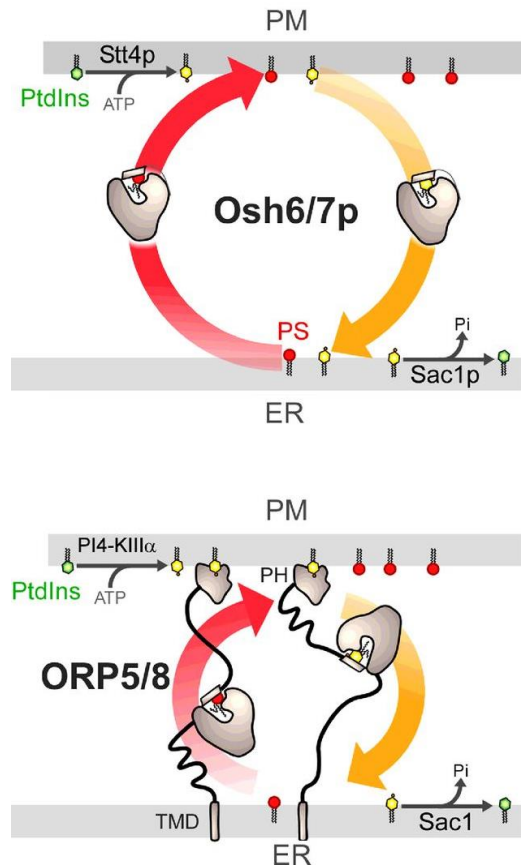 PM
Stt4p
PtdIns
ATP
Osh6/7p
PS
Pi
Sac1p
ER
PM
PI4-KIIIα
PH
PtdIns
ATP
ORP5/8
Pi
TMD
Sac1
ER